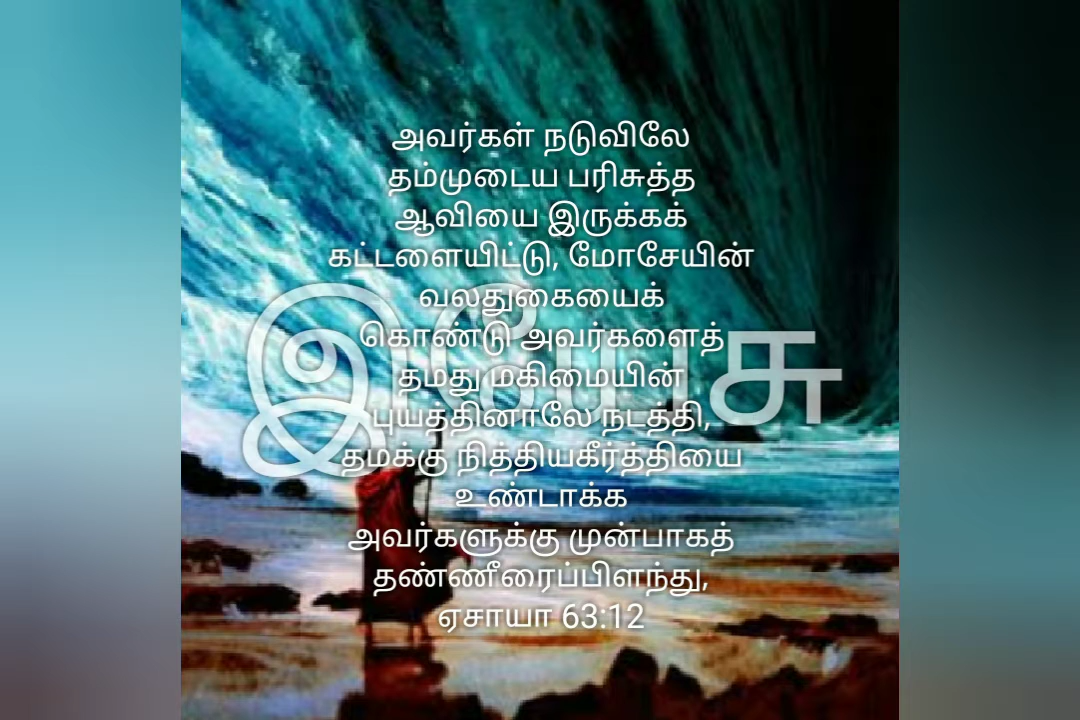 அவர்கள் நடுவிலே
தம்முடைய பரிசுத்த
ஆவியை இருக்கக்
கட்டளையிட்டு, மோசேயின்
வலதுகையைக்
கொண்டு அவர்களைத்
தமது மகிமையின்
புயத்தினாலே நடத்தி,
தமக்கு நித்தியகீர்த்தியை
உண்டாக்க
அவர்களுக்கு முன்பாகத்
தண்ணீரைப்பிளந்து,
ஏசாயா 63:12
இயேசு